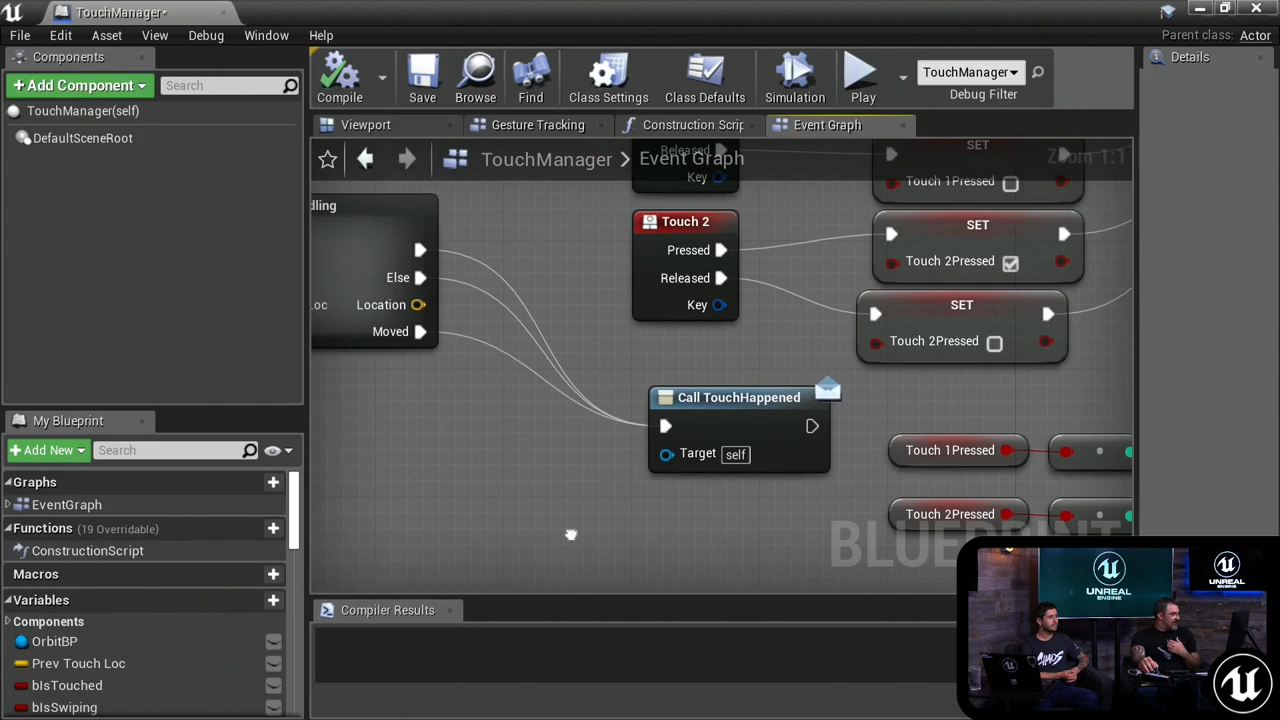 TouchManager*
File Edit Asset View Debug Window Help
Parent class: Actor
Components
+Add Component
Search
TouchManager(self)
DefaultSceneRoot
Compile
Save
Browse
Find
Class Settings
Class Defaults
Simulation
Play
TouchManager
Debug Filter
Details
Viewport
Gesture Tracking
Construction Scrip
Event Graph
TouchManager > Event Graph
Zoom 1:1
Released
Key
SET
Touch 1Pressed
dling
Else
Loc Location
Moved
Touch 2
Pressed
Released
Key
SET
Touch 2Pressed
SET
Touch 2Pressed
Call TouchHappened
Target self
Touch 1Pressed
Touch 2Pressed
BLUEPRINT
My Blueprint
+Add New
Search
Graphs
EventGraph
Functions (19 Overridable)
ConstructionScript
Macros
Variables
Components
OrbitBP
Prev Touch Loc
bIsTouched
bIsSwiping
Compiler Results
UNREAL
ENGINE
UNREAL
ENGINE
CHAOS